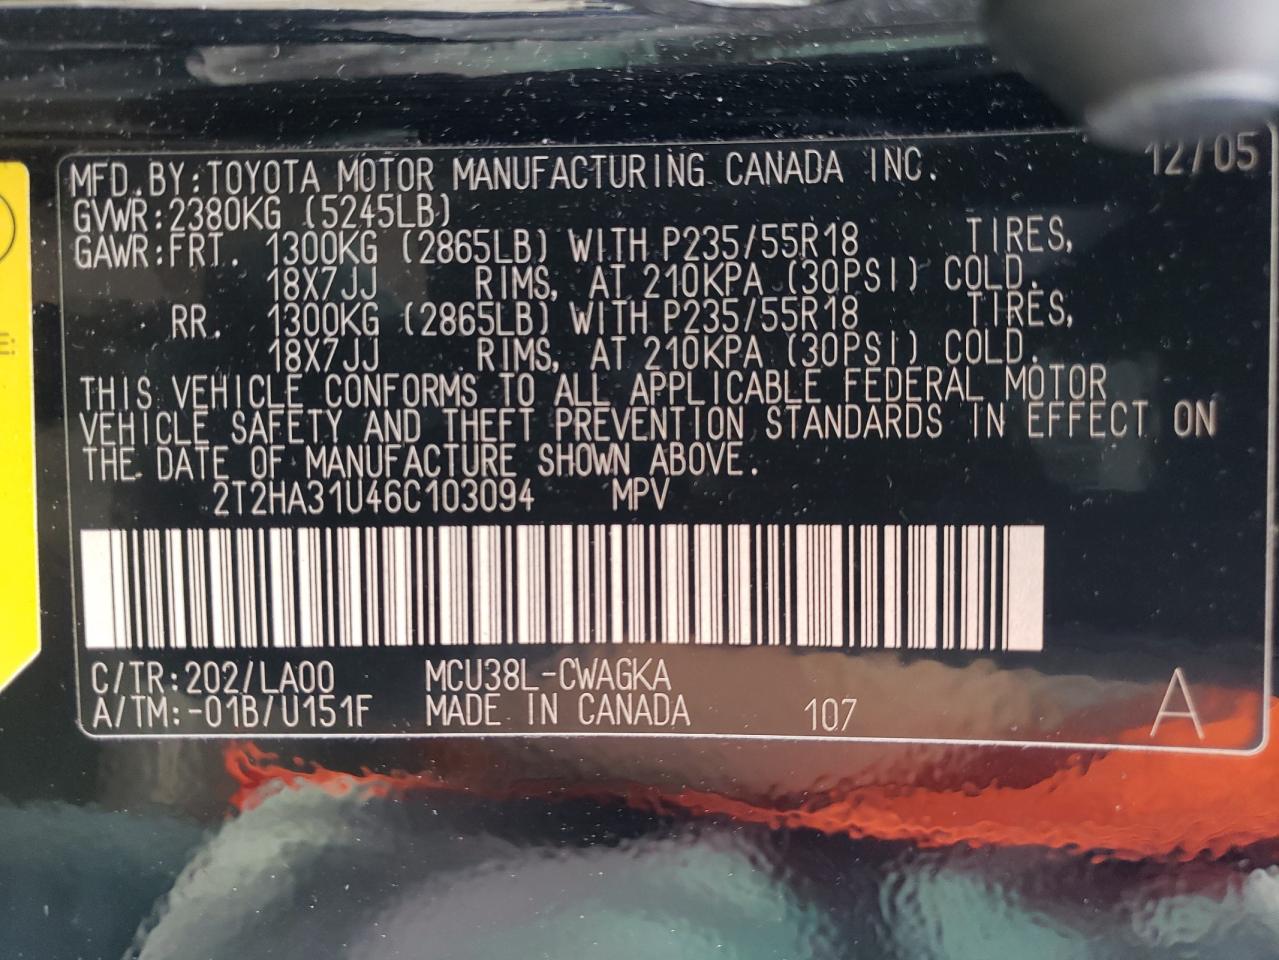 12/05
MFD. BY:TOYOTA MOTOR MANUFACTURING CANADA INC.
GVWR:2380KG (5245LB)
GAWR:FRT. 1300KG (2865LB) WITH P235/55R18 TIRES,
18X7JJ RIMS, AT 210KPA (30PSI) COLD.
RR. 1300KG (2865LB) WITH P235/55R18 TIRES,
18X7JJ RIMS, AT 210KPA (30PSI) COLD.
THIS VEHICLE CONFORMS TO ALL APPLICABLE FEDERAL MOTOR
VEHICLE SAFETY AND THEFT PREVENTION STANDARDS IN EFFECT ON
THE DATE OF MANUFACTURE SHOWN ABOVE.
2T2HA31U46C103094 MPV
C/TR:202/LA00 MCU38L-CWAGKA
A/TM:-01B/U151F MADE IN CANADA 107 A